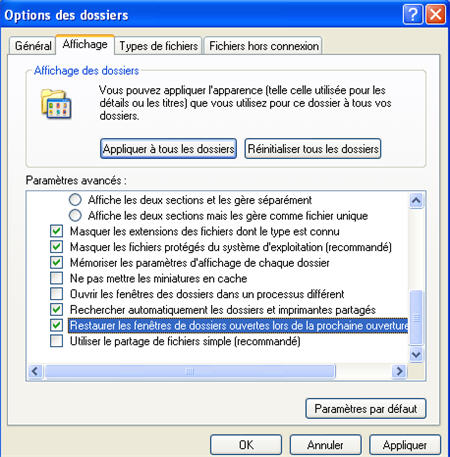 Options des dossiers
Général Affichage Types de fichiers Fichiers hors connexion
Affichage des dossiers
Vous pouvez appliquer l'apparence (telle celle utilisée pour les
détails ou les titres) que vous utilisez pour ce dossier à tous vos
dossiers.
Appliquer à tous les dossiers Réinitialiser tous les dossiers
Paramètres avancés :
Affiche les deux sections et les gère séparément
Affiche les deux sections mais les gère comme fichier unique
Masquer les extensions des fichiers dont le type est connu
Masquer les fichiers protégés du système d'exploitation (recommandé)
Mémoriser les paramètres d'affichage de chaque dossier
Ne pas mettre les miniatures en cache
Ouvrir les fenêtres des dossiers dans un processus différent
Rechercher automatiquement les dossiers et imprimantes partagés
Restaurer les fenêtres de dossiers ouvertes lors de la prochaine ouverture
Utiliser le partage de fichiers simple (recommandé)
Paramètres par défaut
OK Annuler Appliquer